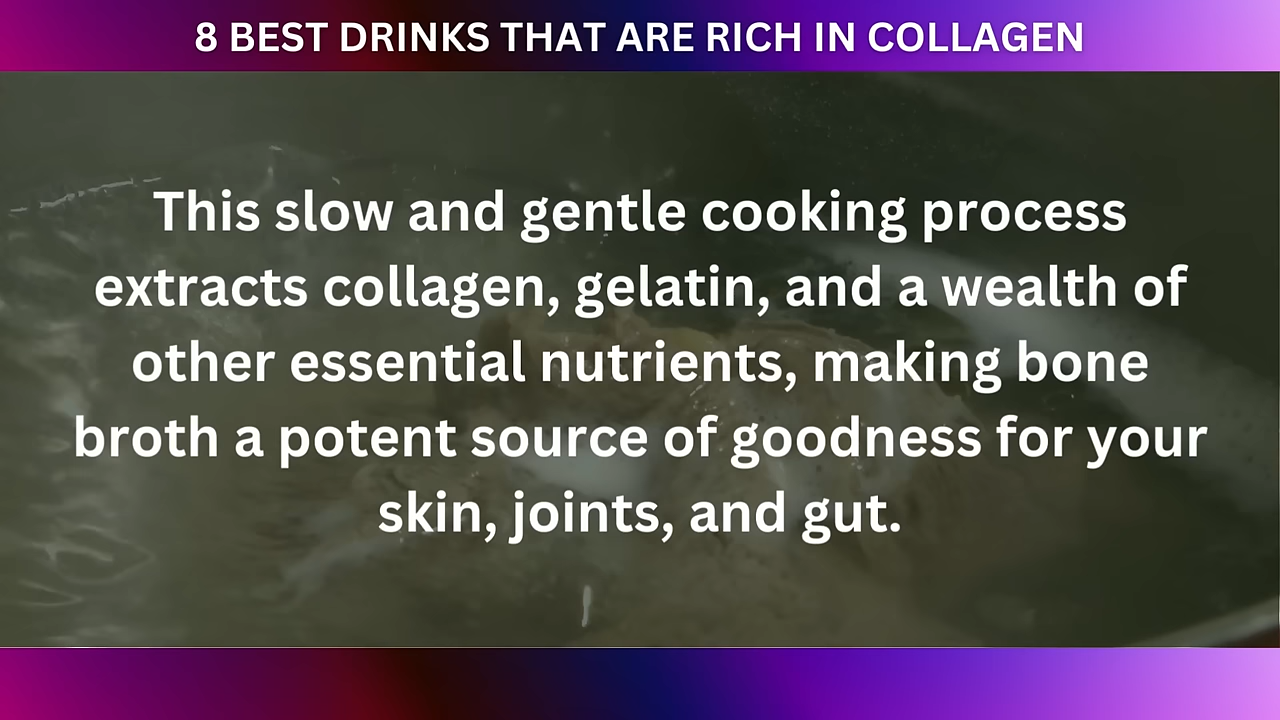 8 BEST DRINKS THAT ARE RICH IN COLLAGEN
This slow and gentle cooking process
extracts collagen, gelatin, and a wealth of
other essential nutrients, making bone
broth a potent source of goodness for your
skin, joints, and gut.